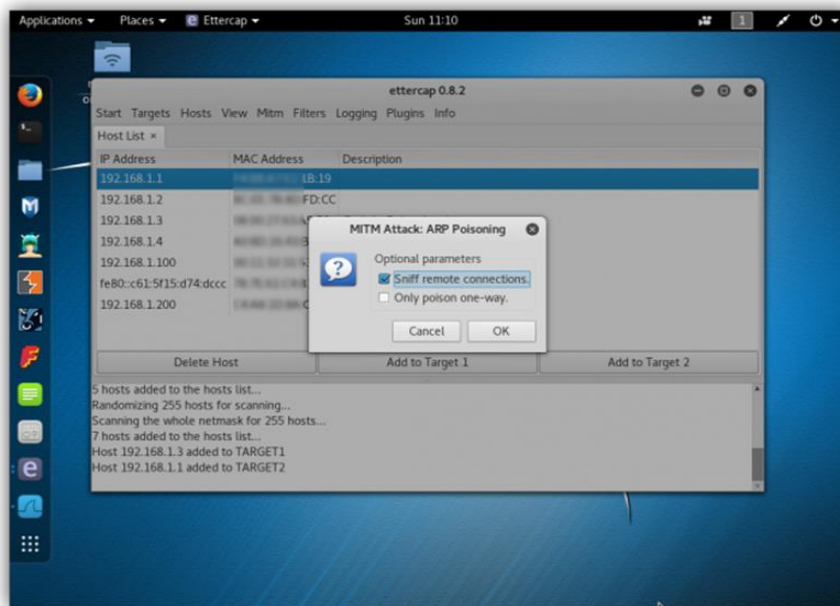 Applications Places Ettercap Sun 11:10 1
ettercap 0.8.2
Start Targets Hosts View Mitm Filters Logging Plugins Info
Host List ×
IP Address MAC Address Description
192.168.1.1 1B:19
192.168.1.2 FD:CC
192.168.1.3
192.168.1.4
192.168.1.100
fe80::c61:5f15:d74:dccc
192.168.1.200
MITM Attack: ARP Poisoning
Optional parameters
Sniff remote connections.
Only poison one-way.
Cancel OK
Delete Host Add to Target 1 Add to Target 2
5 hosts added to the hosts list...
Randomizing 255 hosts for scanning...
Scanning the whole netmask for 255 hosts...
7 hosts added to the hosts list...
Host 192.168.1.3 added to TARGET1
Host 192.168.1.1 added to TARGET2